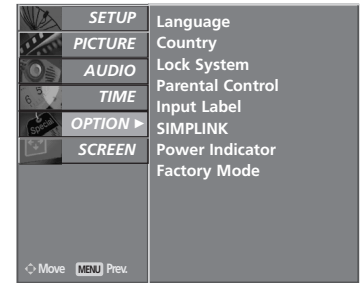 SETUP
PICTURE
AUDIO
TIME
OPTION ►
SCREEN
Language
Country
Lock System
Parental Control
Input Label
SIMPLINK
Power Indicator
Factory Mode
Move MENU Prev.